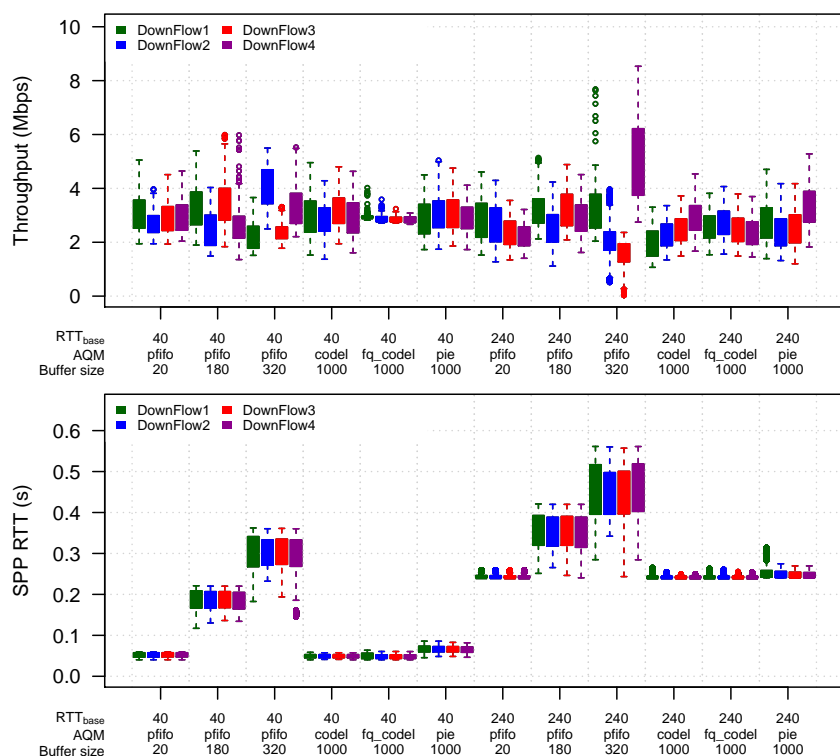 10
DownFlow1 DownFlow3
DownFlow2 DownFlow4
8
6
4
2
0
Throughput (Mbps)
RTTbase 40 40 40 40 40 40 240 240 240 240 240 240
AQM pfifo pfifo pfifo codel fq_codel pie pfifo pfifo pfifo codel fq_codel pie
Buffer size 20 180 320 1000 1000 1000 20 180 320 1000 1000 1000
DownFlow1 DownFlow3
DownFlow2 DownFlow4
0.6
0.5
0.4
0.3
0.2
0.1
0.0
SPP RTT (s)
RTTbase 40 40 40 40 40 40 240 240 240 240 240 240
AQM pfifo pfifo pfifo codel fq_codel pie pfifo pfifo pfifo codel fq_codel pie
Buffer size 20 180 320 1000 1000 1000 20 180 320 1000 1000 1000